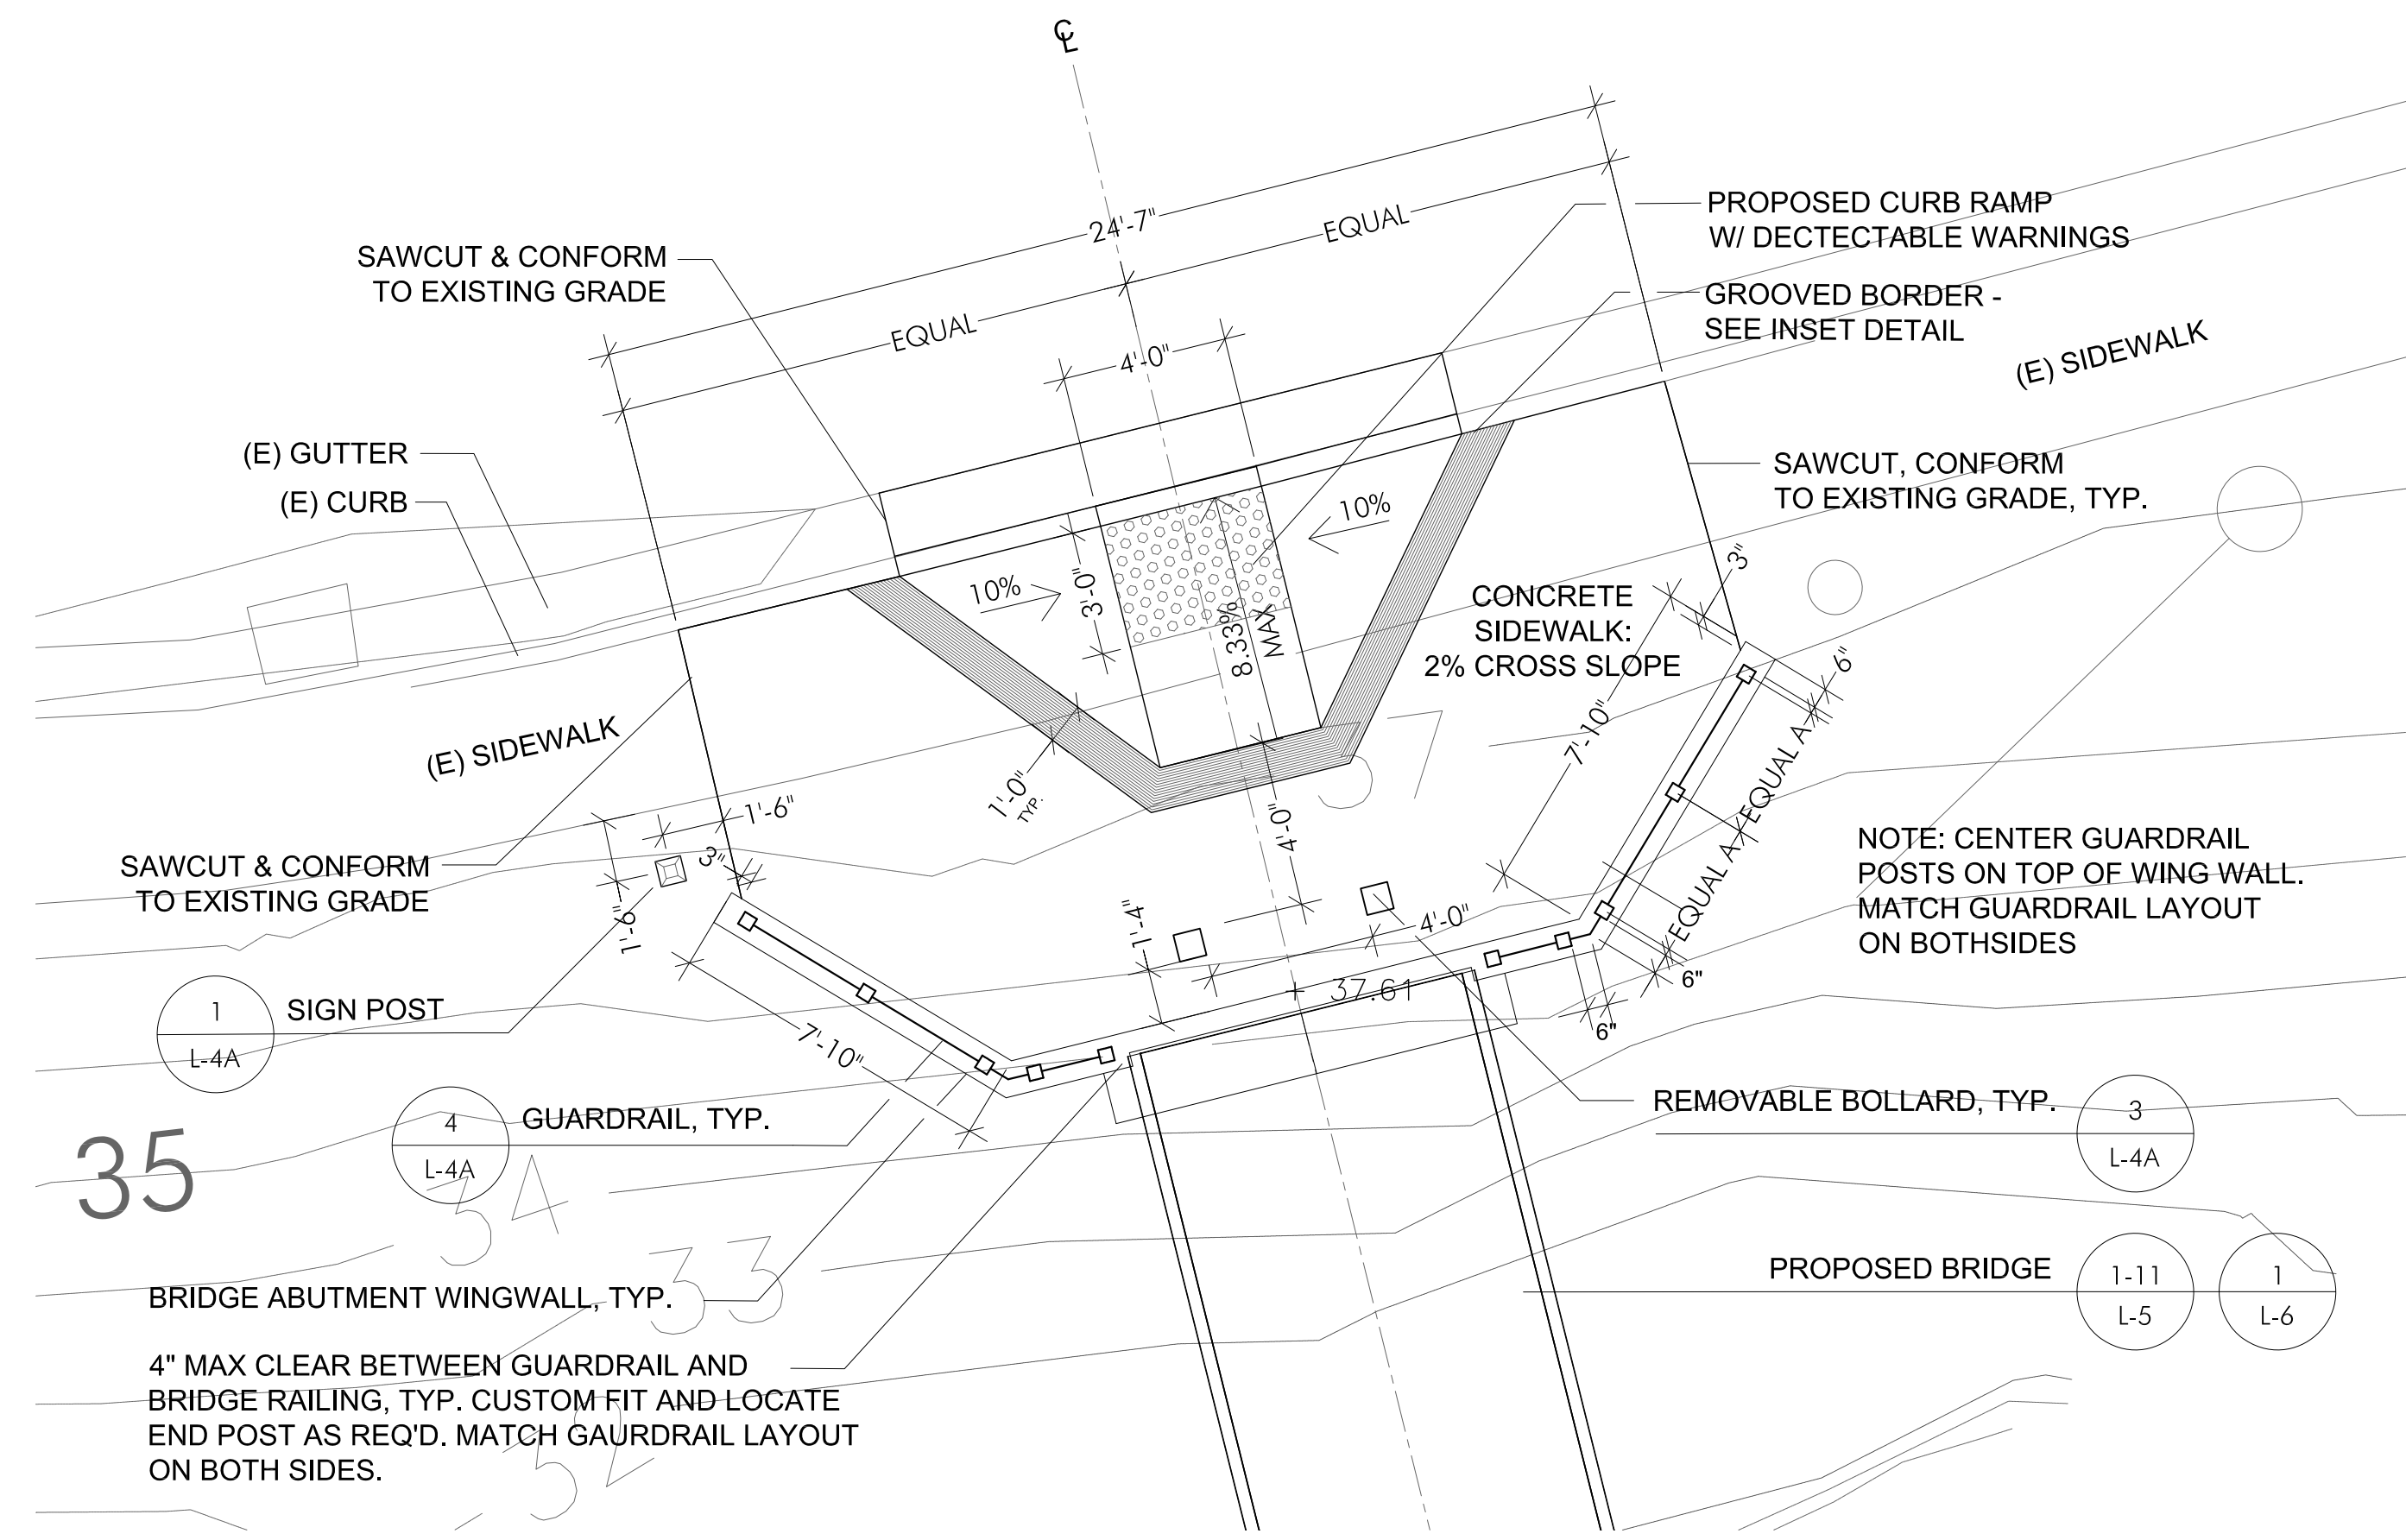 ℄
24'-7"
EQUAL
EQUAL
4'-0"
PROPOSED CURB RAMP
W/ DECTECTABLE WARNINGS
GROOVED BORDER -
SEE INSET DETAIL
(E) SIDEWALK
SAWCUT & CONFORM
TO EXISTING GRADE
(E) GUTTER
(E) CURB
SAWCUT, CONFORM
TO EXISTING GRADE, TYP.
10%
10%
3'-0"
8.33%
MAX
CONCRETE
SIDEWALK:
2% CROSS SLOPE
3"
6"
7'-10"
EQUAL A
EQUAL A
6"
6"
(E) SIDEWALK
1'-0"
TYP.
37
4'-0"
1'-6"
3"
1'-6"
SAWCUT & CONFORM
TO EXISTING GRADE
NOTE: CENTER GUARDRAIL
POSTS ON TOP OF WING WALL.
MATCH GUARDRAIL LAYOUT
ON BOTHSIDES
1'-4"
4'-0"
37.61
1
L-4A
SIGN POST
7'-10"
4
L-4A
GUARDRAIL, TYP.
REMOVABLE BOLLARD, TYP.
3
L-4A
35
34
33
32
BRIDGE ABUTMENT WINGWALL, TYP.
PROPOSED BRIDGE
1-11
L-5
1
L-6
4" MAX CLEAR BETWEEN GUARDRAIL AND
BRIDGE RAILING, TYP. CUSTOM FIT AND LOCATE
END POST AS REQ'D. MATCH GAURDRAIL LAYOUT
ON BOTH SIDES.